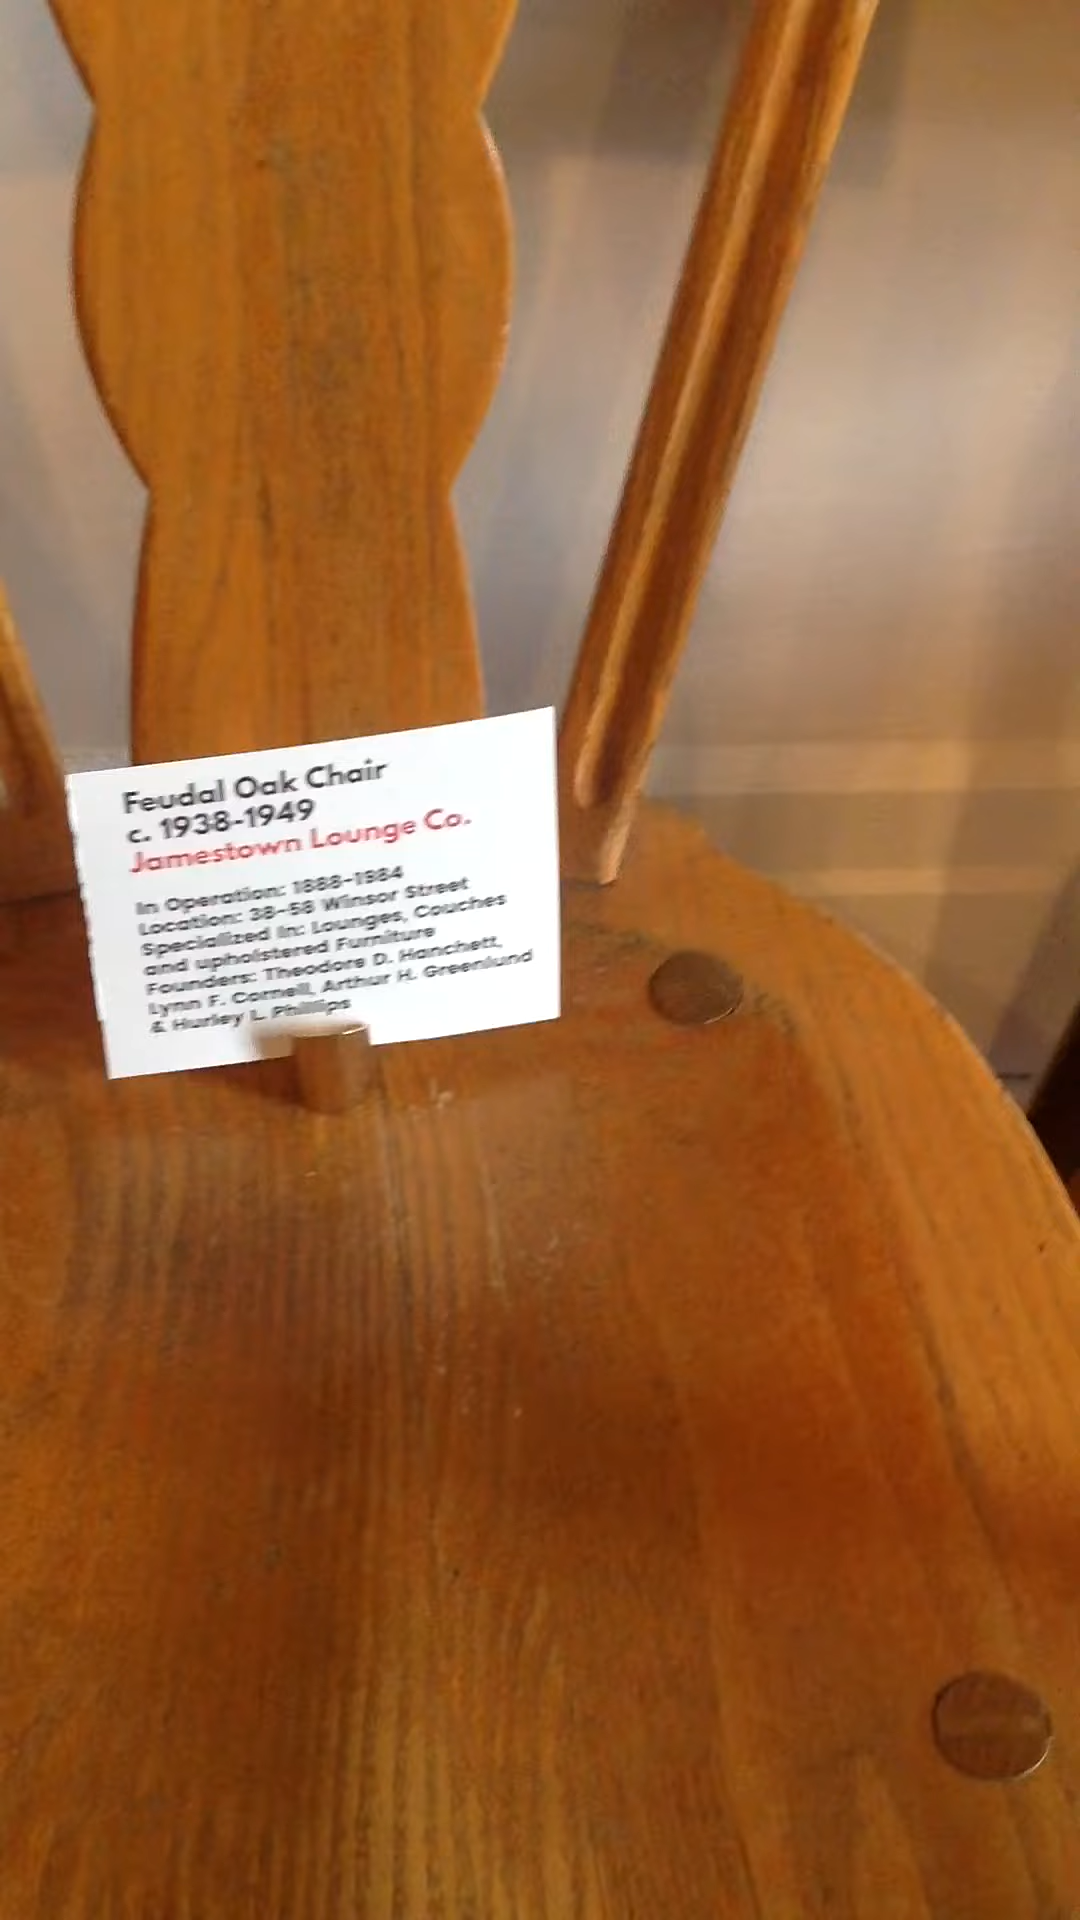 Feudal Oak Chair
c. 1938-1949
Jamestown Lounge Co.
In Operation: 1888-1984
Location: 38-58 Winsor Street
Specialized In: Lounges, Couches
and upholstered Furniture
Founders: Theodore D. Hanchett,
Lynn F. Cornell, Arthur H. Greenlund
& Hurley L. Phillips